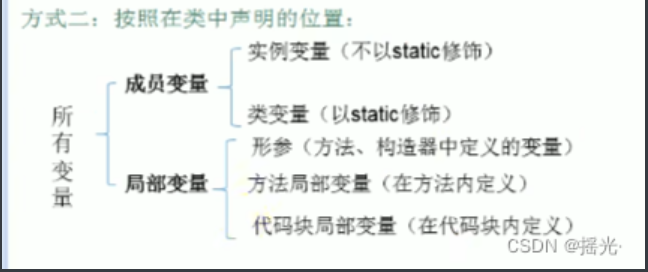 方式二：按照在类中声明的位置：
所有变量
成员变量
实例变量（不以static修饰）
类变量（以static修饰）
局部变量
形参（方法、构造器中定义的变量）
方法局部变量（在方法内定义）
代码块局部变量（在代码块内定义）
CSDN @摇光·